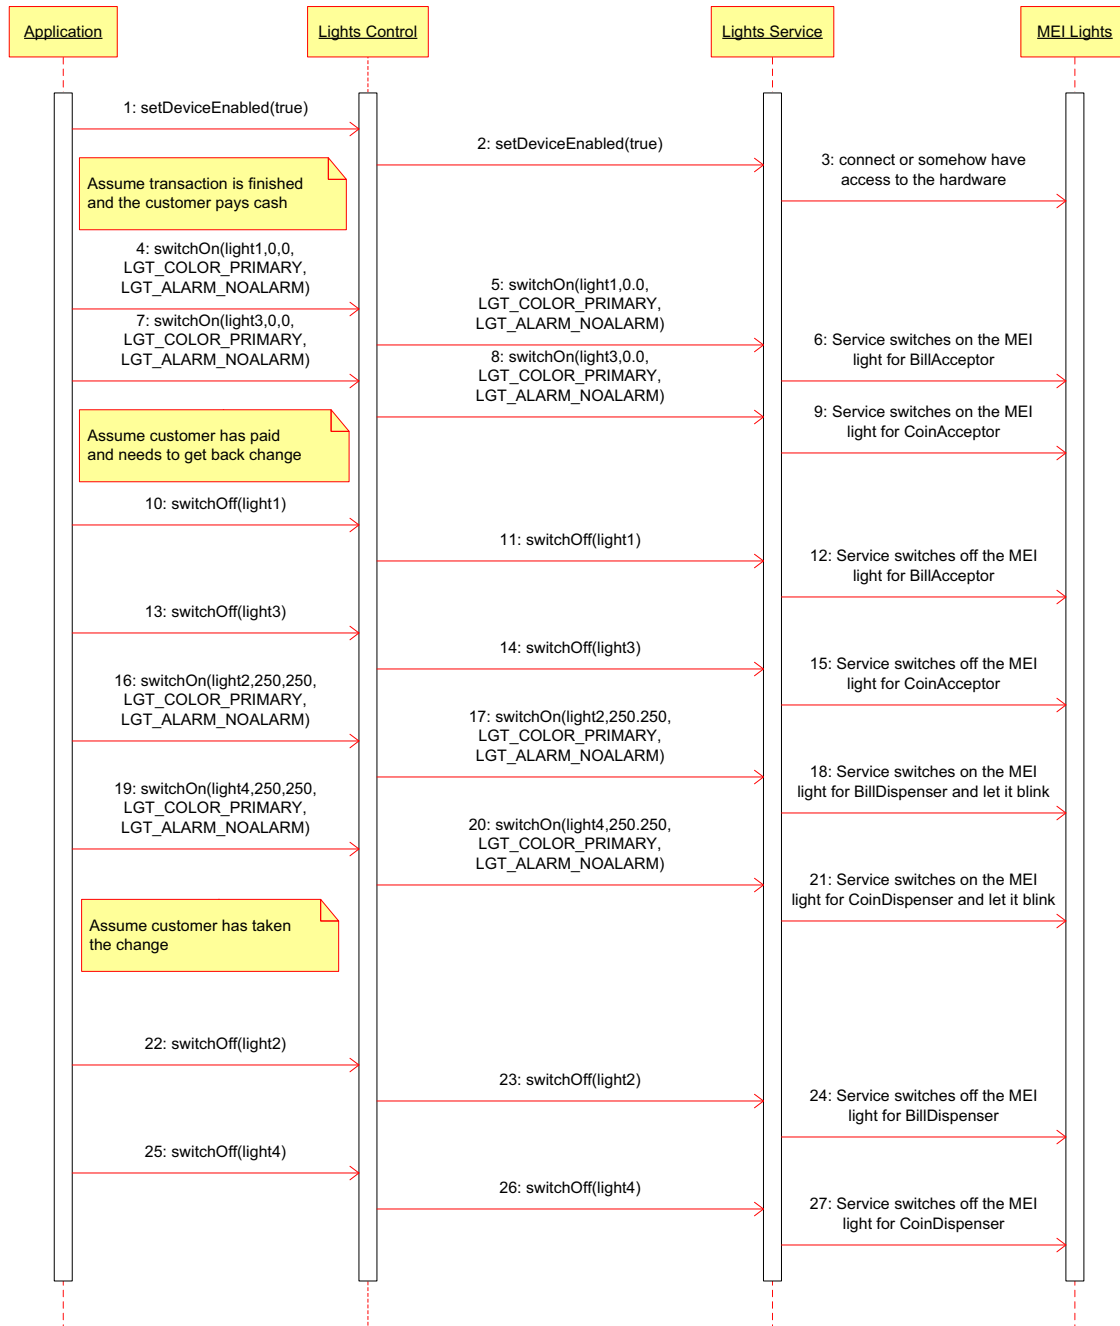 Application
Lights Control
Lights Service
MEI Lights
1: setDeviceEnabled(true)
2: setDeviceEnabled(true)
3: connect or somehow have
access to the hardware
Assume transaction is finished
and the customer pays cash
4: switchOn(light1,0,0,
LGT_COLOR_PRIMARY,
LGT_ALARM_NOALARM)
5: switchOn(light1,0.0,
LGT_COLOR_PRIMARY,
LGT_ALARM_NOALARM)
6: Service switches on the MEI
light for BillAcceptor
7: switchOn(light3,0,0,
LGT_COLOR_PRIMARY,
LGT_ALARM_NOALARM)
8: switchOn(light3,0.0,
LGT_COLOR_PRIMARY,
LGT_ALARM_NOALARM)
9: Service switches on the MEI
light for CoinAcceptor
Assume customer has paid
and needs to get back change
10: switchOff(light1)
11: switchOff(light1)
12: Service switches off the MEI
light for BillAcceptor
13: switchOff(light3)
14: switchOff(light3)
15: Service switches off the MEI
light for CoinAcceptor
16: switchOn(light2,250,250,
LGT_COLOR_PRIMARY,
LGT_ALARM_NOALARM)
17: switchOn(light2,250.250,
LGT_COLOR_PRIMARY,
LGT_ALARM_NOALARM)
18: Service switches on the MEI
light for BillDispenser and let it blink
19: switchOn(light4,250,250,
LGT_COLOR_PRIMARY,
LGT_ALARM_NOALARM)
20: switchOn(light4,250.250,
LGT_COLOR_PRIMARY,
LGT_ALARM_NOALARM)
21: Service switches on the MEI
light for CoinDispenser and let it blink
Assume customer has taken
the change
22: switchOff(light2)
23: switchOff(light2)
24: Service switches off the MEI
light for BillDispenser
25: switchOff(light4)
26: switchOff(light4)
27: Service switches off the MEI
light for CoinDispenser